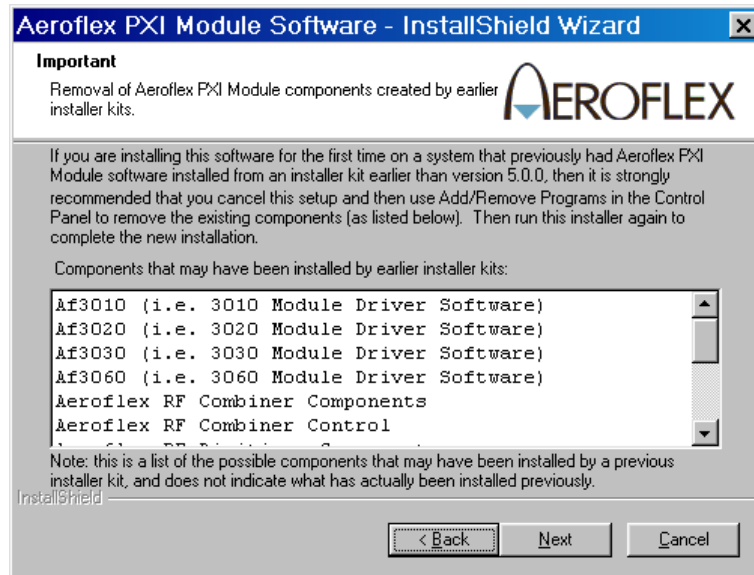 Aeroflex PXI Module Software - InstallShield Wizard
Important
Removal of Aeroflex PXI Module components created by earlier
installer kits.
AEROFLEX
If you are installing this software for the first time on a system that previously had Aeroflex PXI
Module software installed from an installer kit earlier than version 5.0.0, then it is strongly
recommended that you cancel this setup and then use Add/Remove Programs in the Control
Panel to remove the existing components (as listed below). Then run this installer again to
complete the new installation.
Components that may have been installed by earlier installer kits:
Af3010 (i.e. 3010 Module Driver Software)
Af3020 (i.e. 3020 Module Driver Software)
Af3030 (i.e. 3030 Module Driver Software)
Af3060 (i.e. 3060 Module Driver Software)
Aeroflex RF Combiner Components
Aeroflex RF Combiner Control
Note: this is a list of the possible components that may have been installed by a previous
installer kit, and does not indicate what has actually been installed previously.
InstallShield
< Back
Next
Cancel